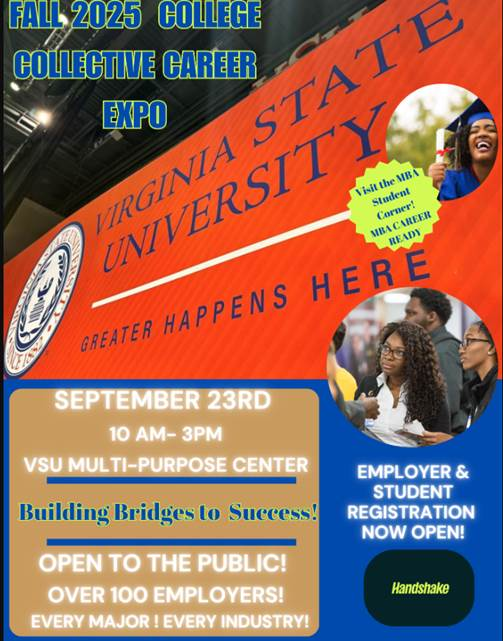 FALL 2025 COLLEGE
COLLECTIVE CAREER
EXPO
VIRGINIA STATE
UNIVERSITY
GREATER HAPPENS HERE
Visit the MBA
Student
Corner!
MBA CAREER
READY
SEPTEMBER 23RD
10 AM– 3PM
VSU MULTI-PURPOSE CENTER
Building Bridges to Success!
OPEN TO THE PUBLIC!
OVER 100 EMPLOYERS!
EVERY MAJOR ! EVERY INDUSTRY!
EMPLOYER &
STUDENT
REGISTRATION
NOW OPEN!
Handshake